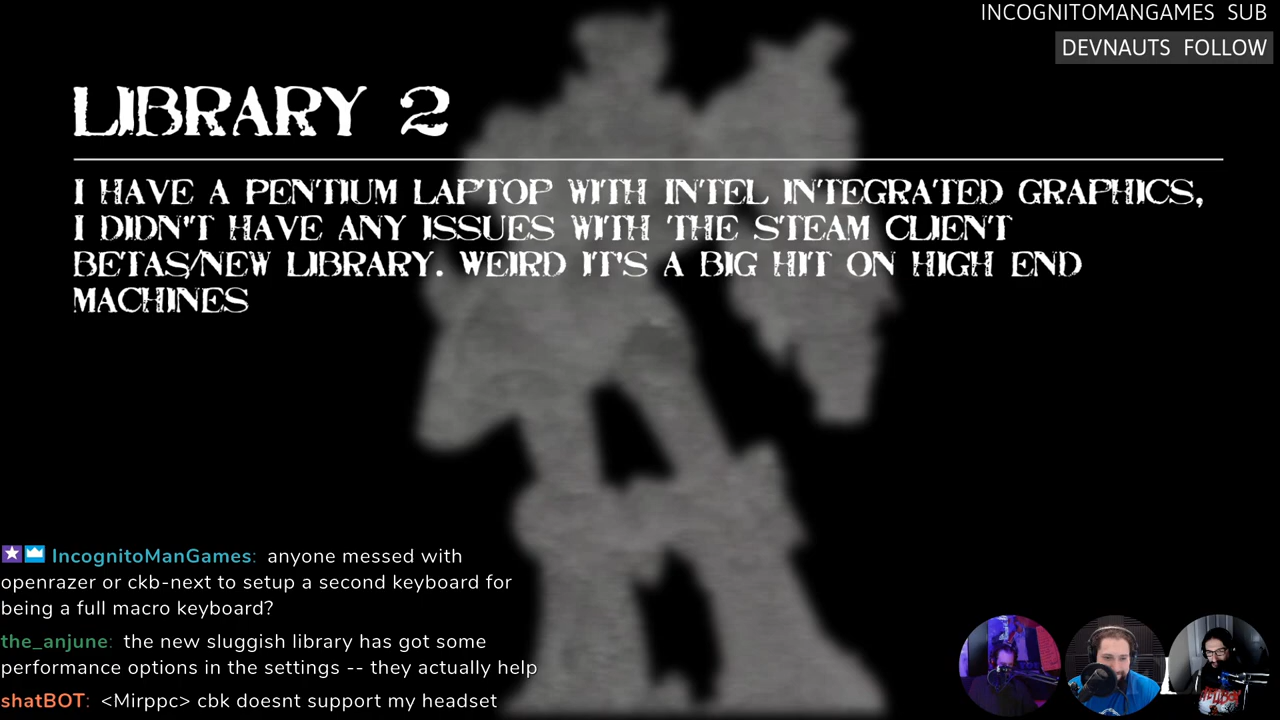 INCOGNITOMANGAMES SUB
DEVNAUTS FOLLOW
LIBRARY 2
I HAVE A PENTIUM LAPTOP WITH INTEL INTEGRATED GRAPHICS,
I DIDN'T HAVE ANY ISSUES WITH THE STEAM CLIENT
BETAS/NEW LIBRARY. WEIRD IT'S A BIG HIT ON HIGH END
MACHINES
IncognitoManGames: anyone messed with
openrazer or ckb-next to setup a second keyboard for
being a full macro keyboard?
the_anjune: the new sluggish library has got some
performance options in the settings -- they actually help
shatBOT: <Mirppc> cbk doesnt support my headset